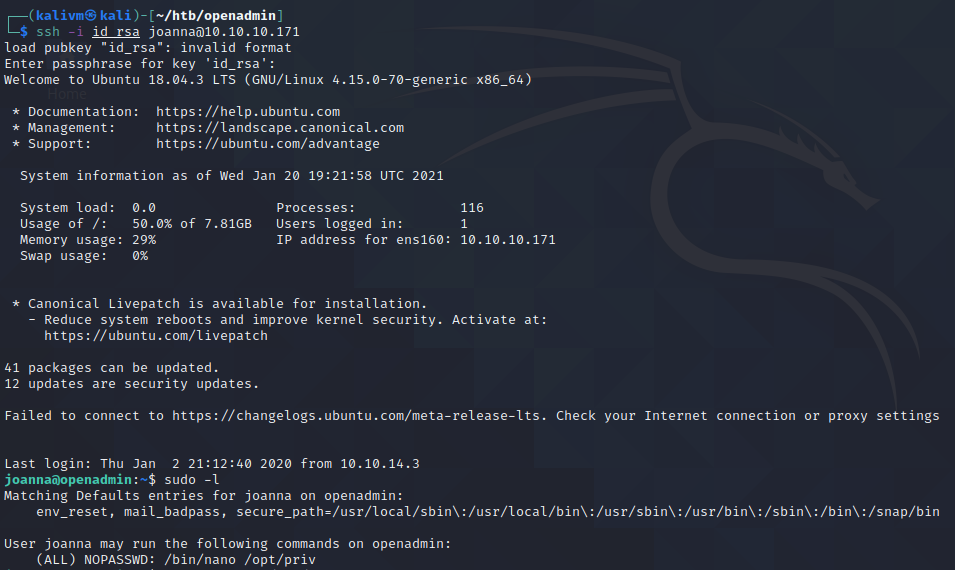 ┌──(kalivm㉿kali)-[~/htb/openadmin]
└─$ ssh -i id_rsa joanna@10.10.10.171
load pubkey "id_rsa": invalid format
Enter passphrase for key 'id_rsa':
Welcome to Ubuntu 18.04.3 LTS (GNU/Linux 4.15.0-70-generic x86_64)
Home
* Documentation:  https://help.ubuntu.com
* Management:     https://landscape.canonical.com
* Support:        https://ubuntu.com/advantage
System information as of Wed Jan 20 19:21:58 UTC 2021
System load:  0.0               Processes:             116
Usage of /:   50.0% of 7.81GB   Users logged in:       1
Memory usage: 29%               IP address for ens160: 10.10.10.171
Swap usage:   0%
* Canonical Livepatch is available for installation.
- Reduce system reboots and improve kernel security. Activate at:
https://ubuntu.com/livepatch
41 packages can be updated.
12 updates are security updates.
Failed to connect to https://changelogs.ubuntu.com/meta-release-lts. Check your Internet connection or proxy settings
Last login: Thu Jan  2 21:12:40 2020 from 10.10.14.3
joanna@openadmin:~$ sudo -l
Matching Defaults entries for joanna on openadmin:
env_reset, mail_badpass, secure_path=/usr/local/sbin\:/usr/local/bin\:/usr/sbin\:/usr/bin\:/sbin\:/bin\:/snap/bin
User joanna may run the following commands on openadmin:
(ALL) NOPASSWD: /bin/nano /opt/priv